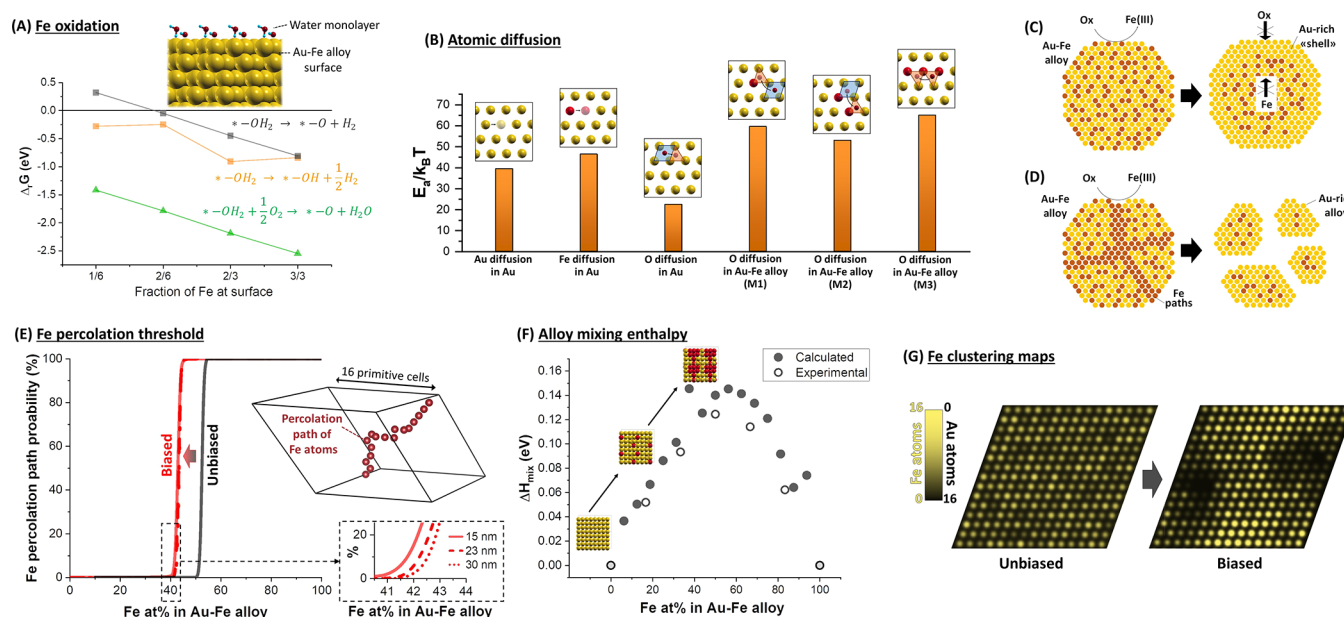 (A) Fe oxidation
Water monolayer
Au-Fe alloy
surface
0.5
0.0
-0.5
-1.0
-1.5
-2.0
-2.5
ΔrG (eV)
*−OH2 → *−O + H2
*−OH2 → *−OH + 1/2 H2
*−OH2 + 1/2 O2 → *−O + H2O
1/6 2/6 2/3 3/3
Fraction of Fe at surface
(B) Atomic diffusion
Ea/kBT
70
60
50
40
30
20
10
0
Au diffusion
in Au
Fe diffusion
in Au
O diffusion
in Au
O diffusion
in Au-Fe alloy
(M1)
O diffusion
in Au-Fe alloy
(M2)
O diffusion
in Au-Fe alloy
(M3)
(C)
Ox Fe(III)
Au-Fe
alloy
Ox
Au-rich
«shell»
Fe
(D)
Ox Fe(III)
Au-Fe
alloy
Fe
paths
Au-ric
alloy
(E) Fe percolation threshold
Fe percolation path proability (%)
100
80
60
40
20
0
Biased
Unbiased
16 primitive cells
Percolation
path of
Fe atoms
%
20
0
15 nm
23 nm
30 nm
41 42 43 44
Fe at% in Au-Fe alloy
0 20 40 60 80 100
Fe at% in Au-Fe alloy
(F) Alloy mixing enthalpy
ΔHmix (eV)
0.16
0.14
0.12
0.10
0.08
0.06
0.04
0.02
0.00
Calculated
Experimental
0 20 40 60 80 100
Fe at% in Au-Fe alloy
(G) Fe clustering maps
16 0
Fe atoms
Au atoms
0 16
Unbiased
Biased